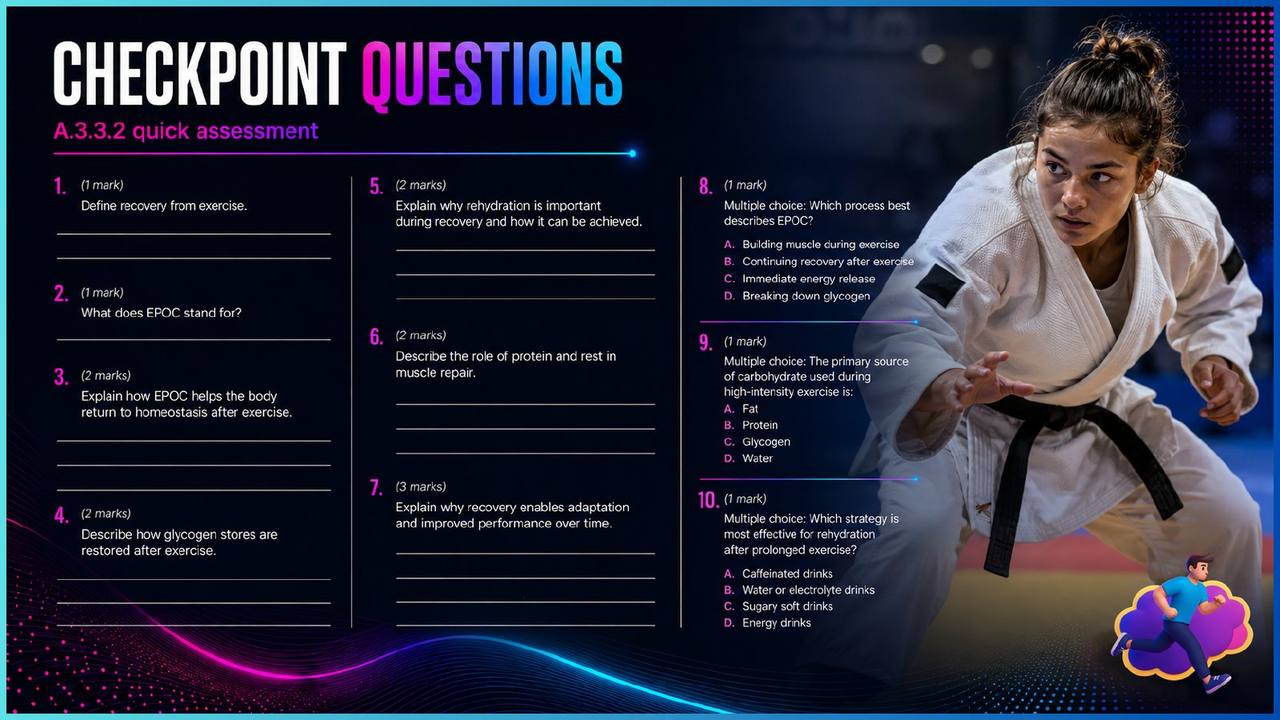 CHECKPOINT QUESTIONS
A.3.3.2 quick assessment
1. (1 mark)
Define recovery from exercise.
2. (1 mark)
What does EPOC stand for?
3. (2 marks)
Explain how EPOC helps the body
return to homeostasis after exercise.
4. (2 marks)
Describe how glycogen stores are
restored after exercise.
5. (2 marks)
Explain why rehydration is important
during recovery and how it can be achieved.
6. (2 marks)
Describe the role of protein and rest in
muscle repair.
7. (3 marks)
Explain why recovery enables adaptation
and improved performance over time.
8. (1 mark)
Multiple choice: Which process best
describes EPOC?
A. Building muscle during exercise
B. Continuing recovery after exercise
C. Immediate energy release
D. Breaking down glycogen
9. (1 mark)
Multiple choice: The primary source
of carbohydrate used during
high-intensity exercise is:
A. Fat
B. Protein
C. Glycogen
D. Water
10. (1 mark)
Multiple choice: Which strategy is
most effective for rehydration
after prolonged exercise?
A. Caffeinated drinks
B. Water or electrolyte drinks
C. Sugary soft drinks
D. Energy drinks